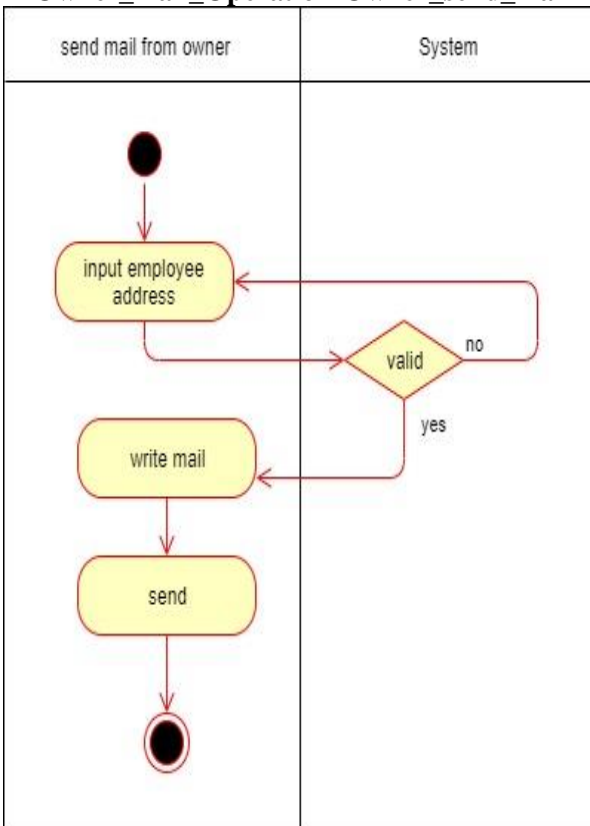 send mail from owner
System
input employee
address
valid
no
yes
write mail
send